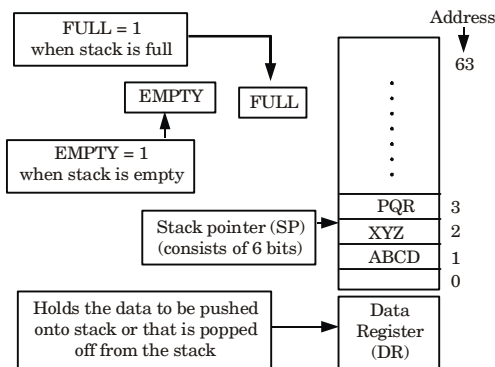 FULL = 1
when stack is full
Address
63
EMPTY
FULL
EMPTY = 1
when stack is empty
PQR 3
Stack pointer (SP)
(consists of 6 bits)
XYZ 2
ABCD 1
0
Holds the data to be pushed
onto stack or that is popped
off from the stack
Data
Register
(DR)